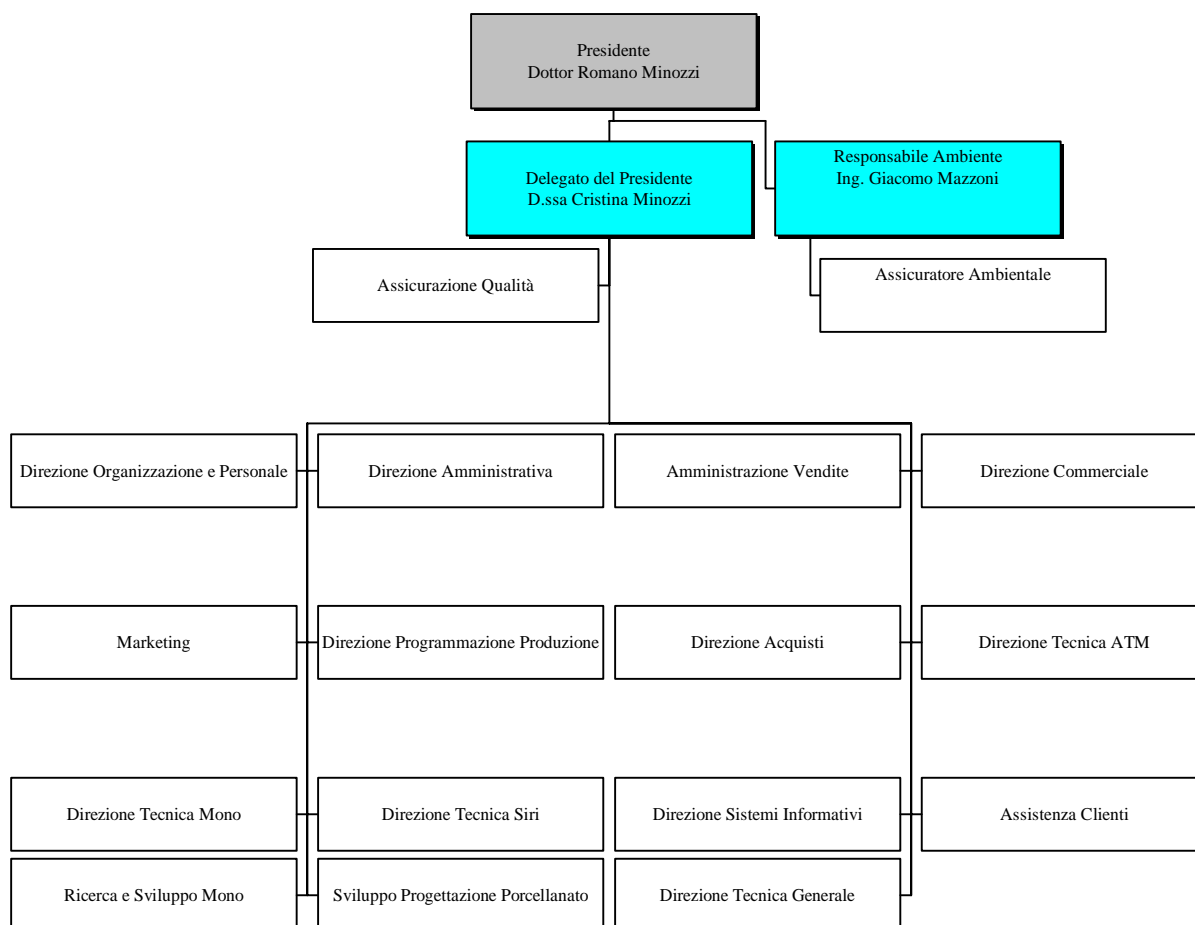 Presidente
Dottor Romano Minozzi
Delegato del Presidente
D.ssa Cristina Minozzi
Responsabile Ambiente
Ing. Giacomo Mazzoni
Assicurazione Qualità
Assicuratore Ambientale
Direzione Organizzazione e Personale
Direzione Amministrativa
Amministrazione Vendite
Direzione Commerciale
Marketing
Direzione Programmazione Produzione
Direzione Acquisti
Direzione Tecnica ATM
Direzione Tecnica Mono
Direzione Tecnica Siri
Direzione Sistemi Informativi
Assistenza Clienti
Ricerca e Sviluppo Mono
Sviluppo Progettazione Porcellanato
Direzione Tecnica Generale